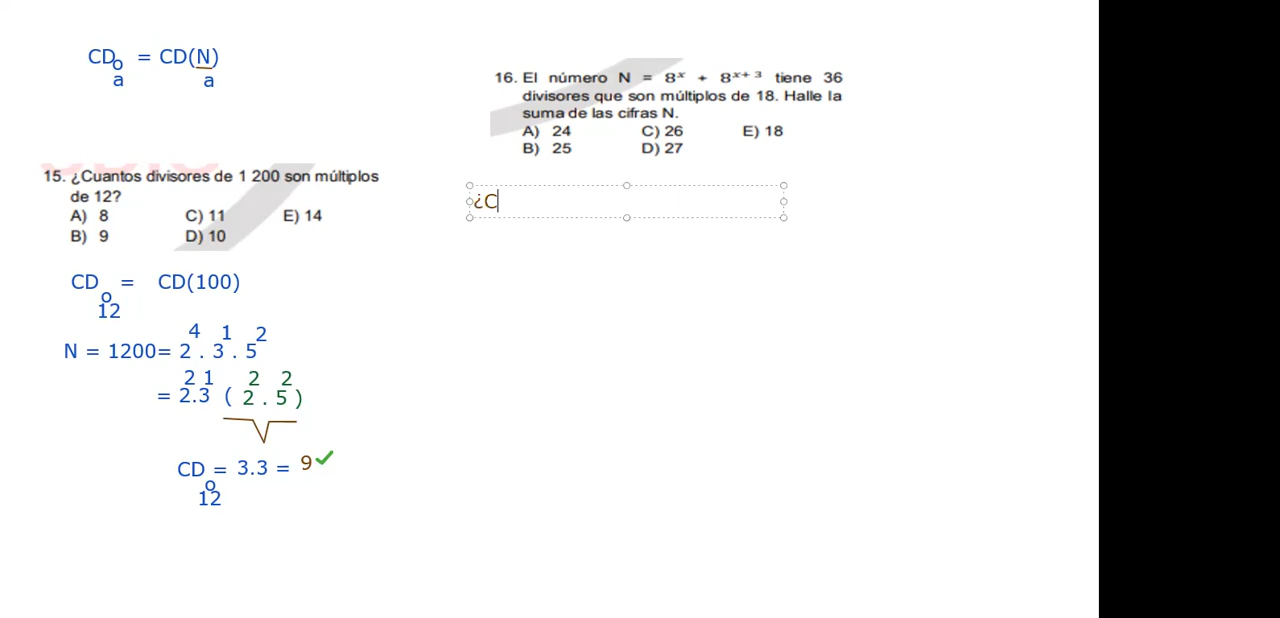 CDo = CD(N)
a a
15. ¿Cuantos divisores de 1 200 son múltiplos
de 12?
A) 8 C) 11 E) 14
B) 9 D) 10
CD o = CD(100)
12
4 1 2
N = 1200= 2 . 3 . 5
2 1 2 2
= 2.3 ( 2 . 5 )
CD = 3.3 = 9
o
12
16. El número N = 8ˣ + 8ˣ⁺³ tiene 36
divisores que son múltiplos de 18. Halle la
suma de las cifras N.
A) 24 C) 26 E) 18
B) 25 D) 27
¿C